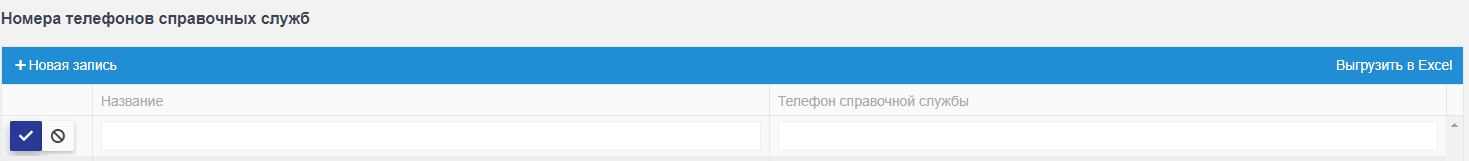 Номера телефонов справочных служб
+ Новая запись Выгрузить в Excel
Название Телефон справочной службы